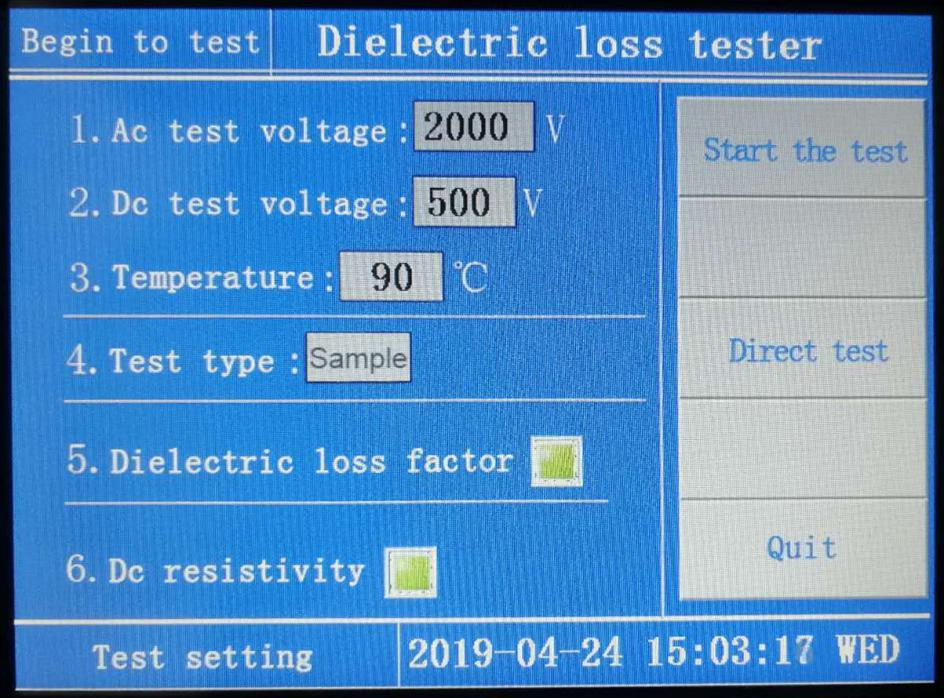 Begin to test
Dielectric loss tester
1. Ac test voltage: 2000 V
2. Dc test voltage: 500 V
3. Temperature: 90 ℃
4. Test type: Sample
5. Dielectric loss factor
6. Dc resistivity
Start the test
Direct test
Quit
Test setting
2019-04-24 15:03:17 WED